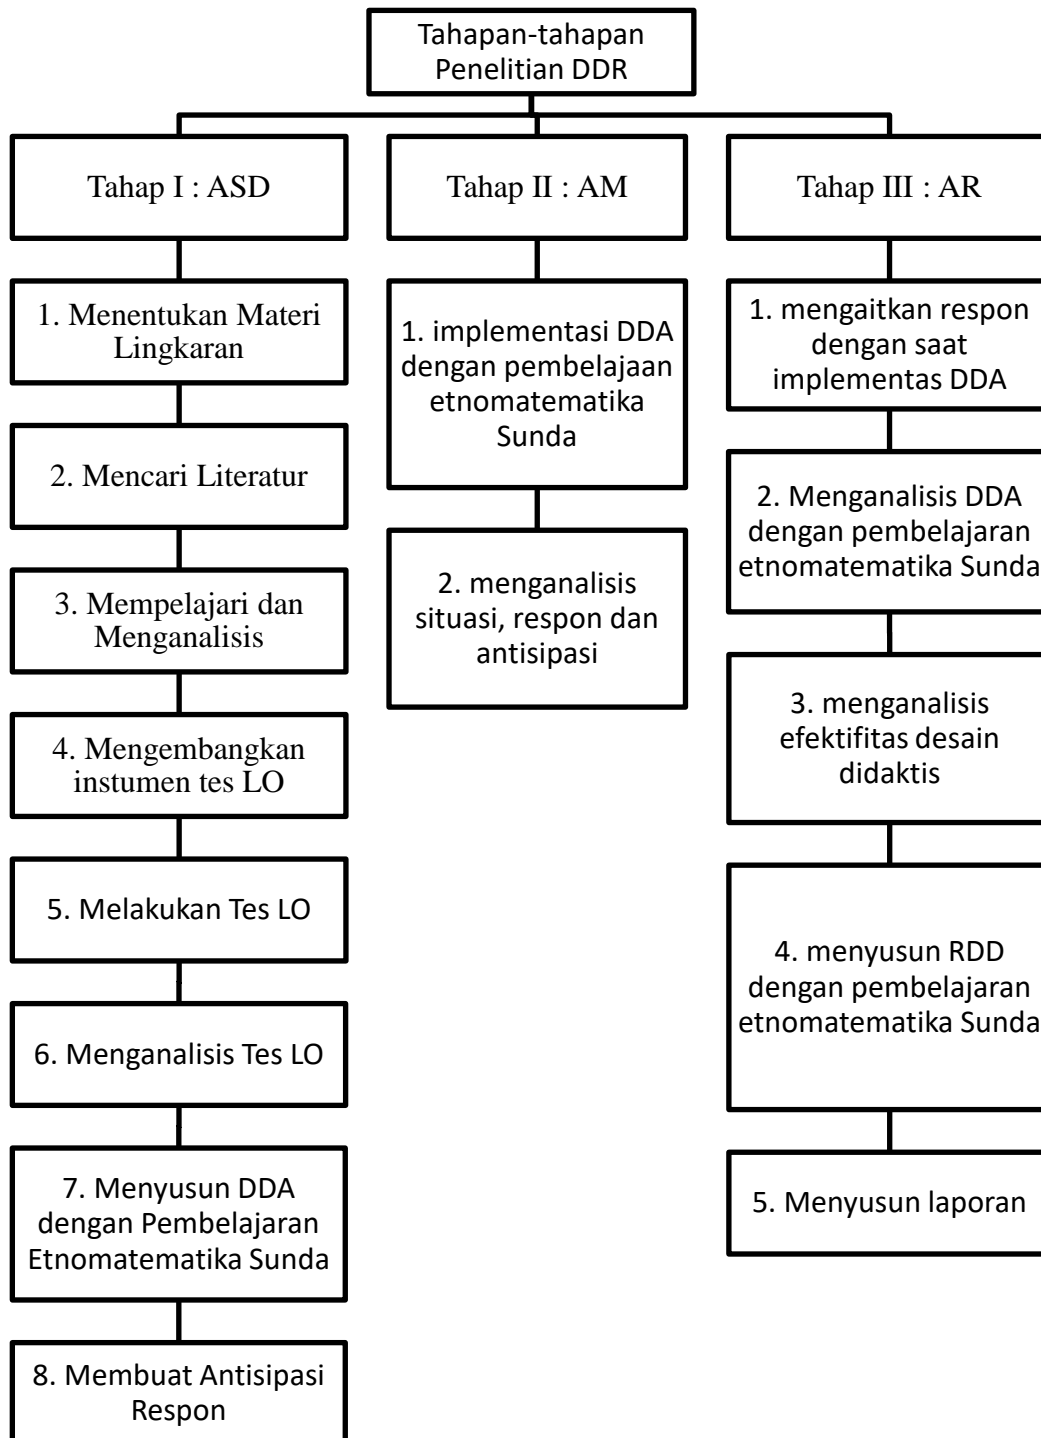 Tahapan-tahapan
Penelitian DDR
Tahap I : ASD
1. Menentukan Materi
Lingkaran
2. Mencari Literatur
3. Mempelajari dan
Menganalisis
4. Mengembangkan
instumen tes LO
5. Melakukan Tes LO
6. Menganalisis Tes LO
7. Menyusun DDA
dengan Pembelajaran
Etnomatematika Sunda
8. Membuat Antisipasi
Respon
Tahap II : AM
1. implementasi DDA
dengan pembelajaan
etnomatematika
Sunda
2. menganalisis
situasi, respon dan
antisipasi
Tahap III : AR
1. mengaitkan respon
dengan saat
implementas DDA
2. Menganalisis DDA
dengan pembelajaran
etnomatematika Sunda
3. menganalisis
efektifitas desain
didaktis
4. menyusun RDD
dengan pembelajaran
etnomatematika Sunda
5. Menyusun laporan